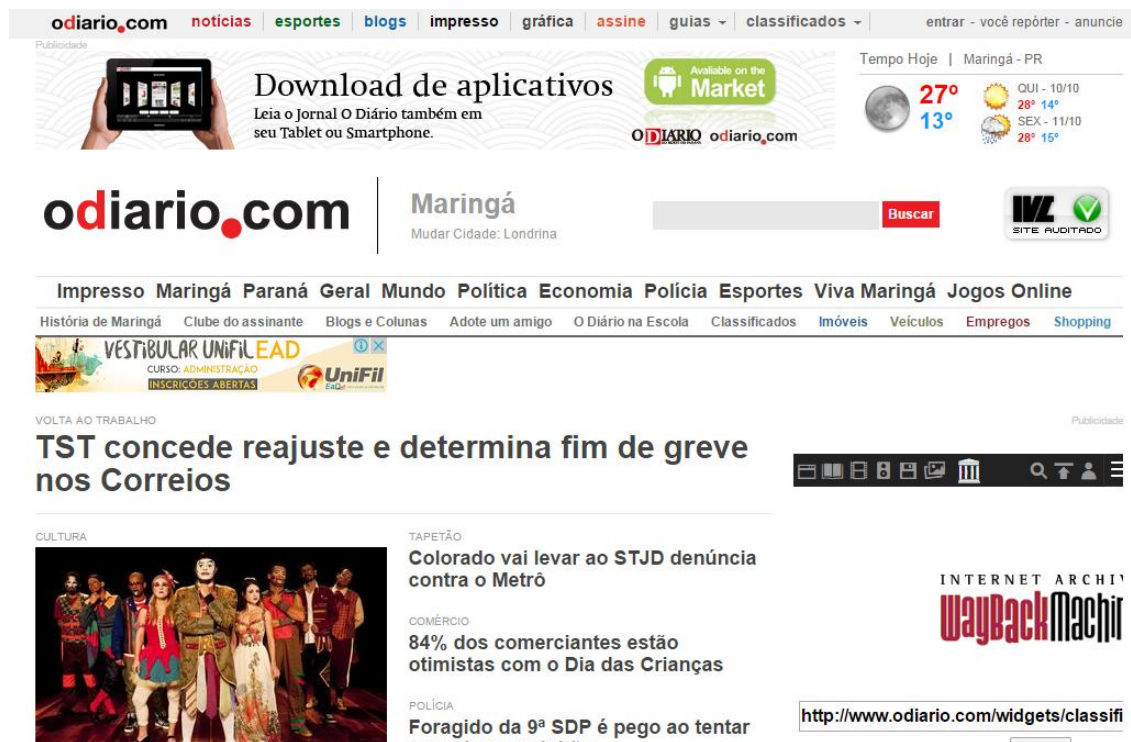 odiario.com notícias esportes blogs impresso gráfica assine guias classificados entrar - você repórter - anuncie
Publicidade
Download de aplicativos
Leia o Jornal O Diário também em
seu Tablet ou Smartphone.
Available on the
Market
O DIÁRIO odiario.com
Tempo Hoje | Maringá - PR
27º
13º
QUI - 10/10
28º 14º
SEX - 11/10
28º 15º
odiario.com
Maringá
Mudar Cidade: Londrina
Buscar
IVC
SITE AUDITADO
Impresso Maringá Paraná Geral Mundo Política Economia Polícia Esportes Viva Maringá Jogos Online
História de Maringá Clube do assinante Blogs e Colunas Adote um amigo O Diário na Escola Classificados Imóveis Veículos Empregos Shopping
VESTIBULAR UNIFIL EAD
CURSO: ADMINISTRAÇÃO
INSCRIÇÕES ABERTAS
UniFil
VOLTA AO TRABALHO
TST concede reajuste e determina fim de greve
nos Correios
Publicidade
CULTURA
TAPETÃO
Colorado vai levar ao STJD denúncia
contra o Metrô
COMÉRCIO
84% dos comerciantes estão
otimistas com o Dia das Crianças
POLÍCIA
Foragido da 9ª SDP é pego ao tentar
INTERNET ARCHIV
WayBackMachin
http://www.odiario.com/widgets/classifi